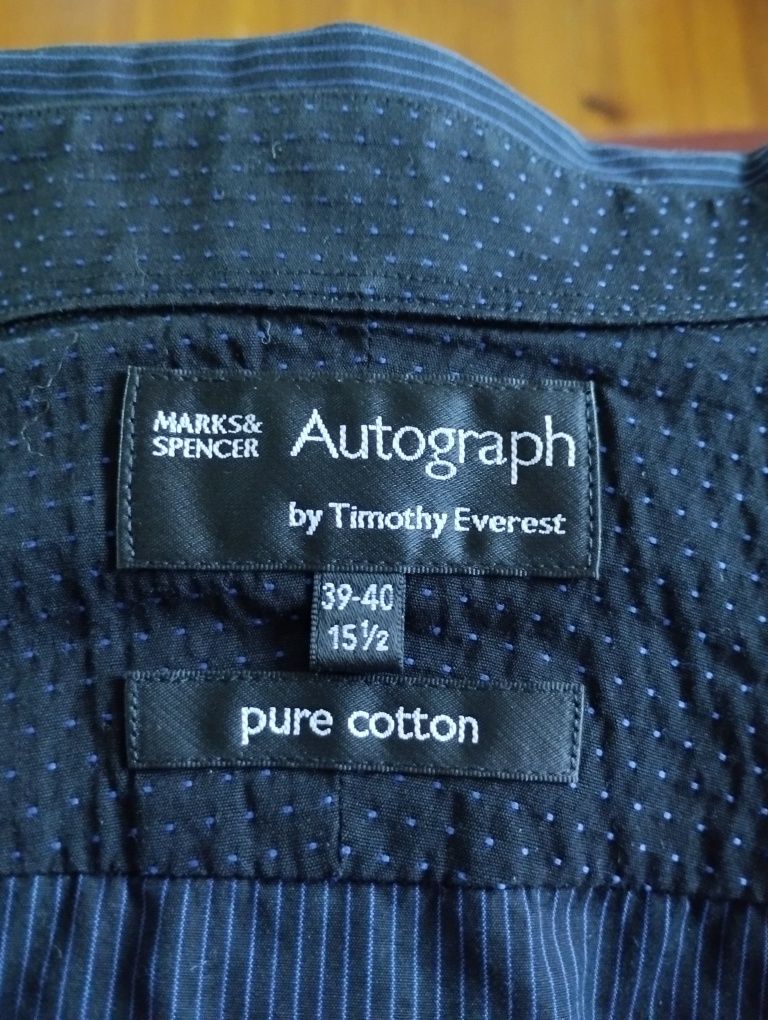 MARKS&
SPENCER
Autograph
by Timothy Everest
39-40
15½
pure cotton